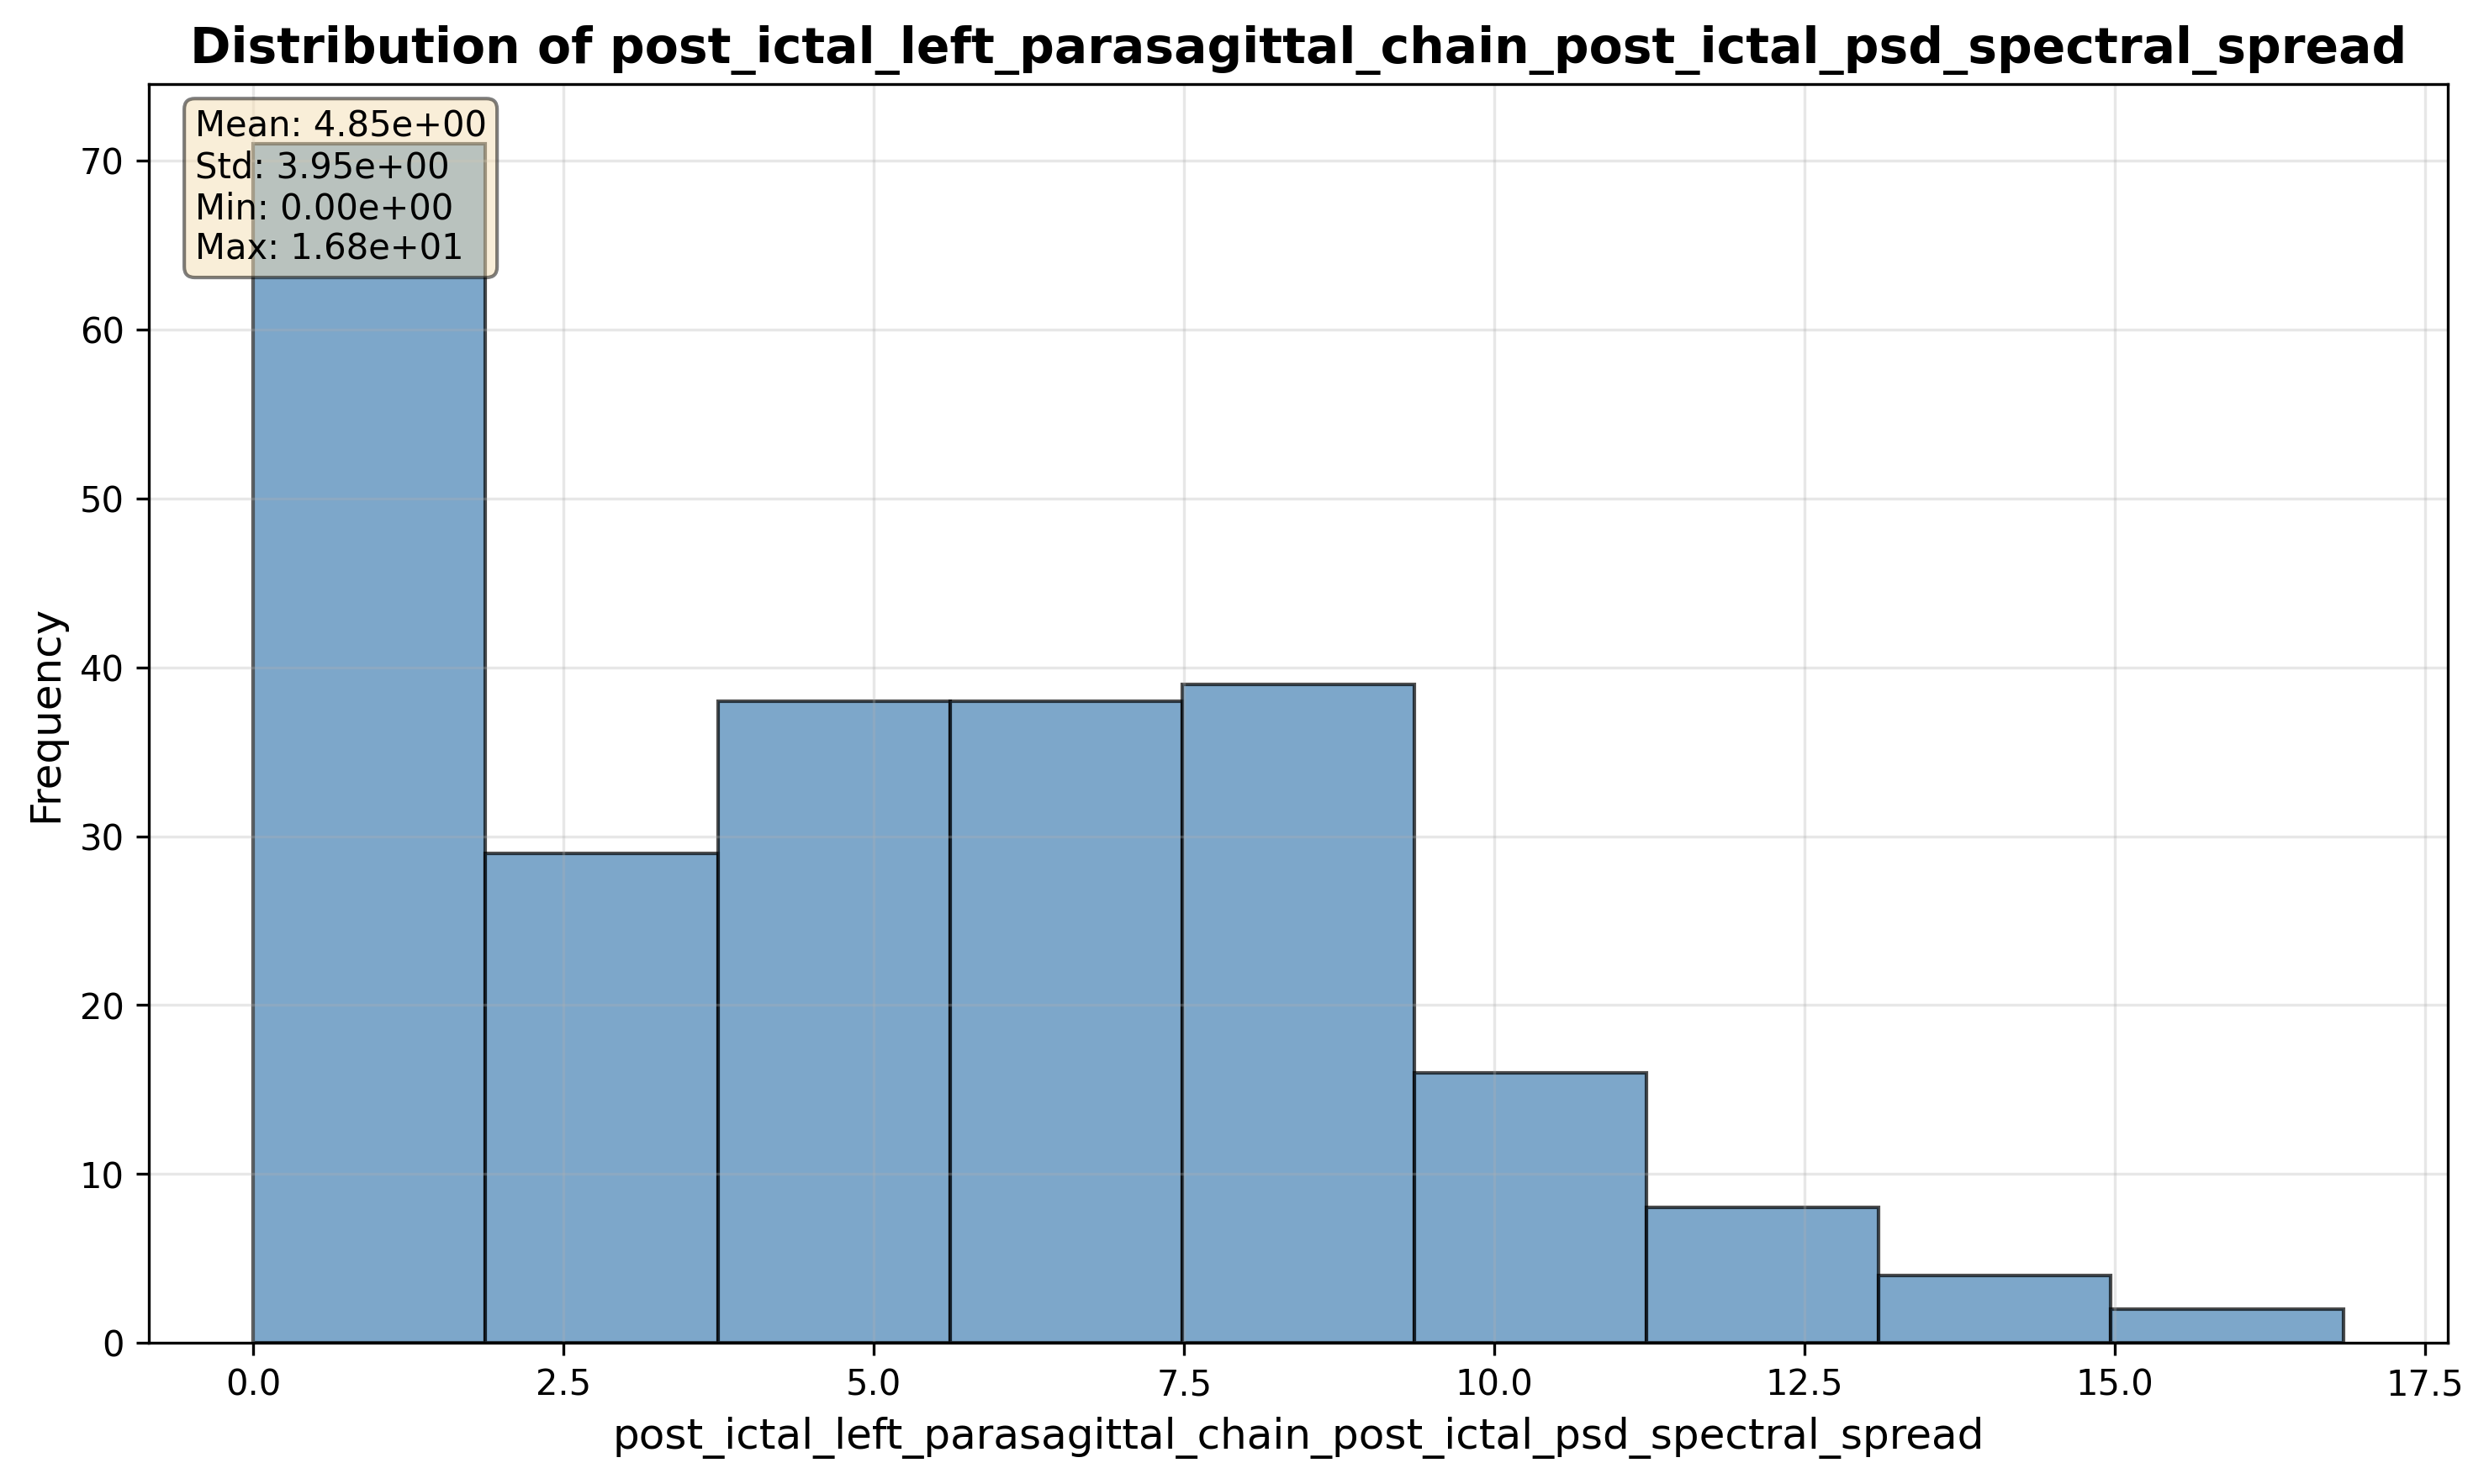 Distribution of post_ictal_left_parasagittal_chain_post_ictal_psd_spectral_spread
Mean: 4.85e+00
Std: 3.95e+00
Min: 0.00e+00
Max: 1.68e+01
70
60
50
40
30
20
10
0
Frequency
0.0 2.5 5.0 7.5 10.0 12.5 15.0 17.5
post_ictal_left_parasagittal_chain_post_ictal_psd_spectral_spread